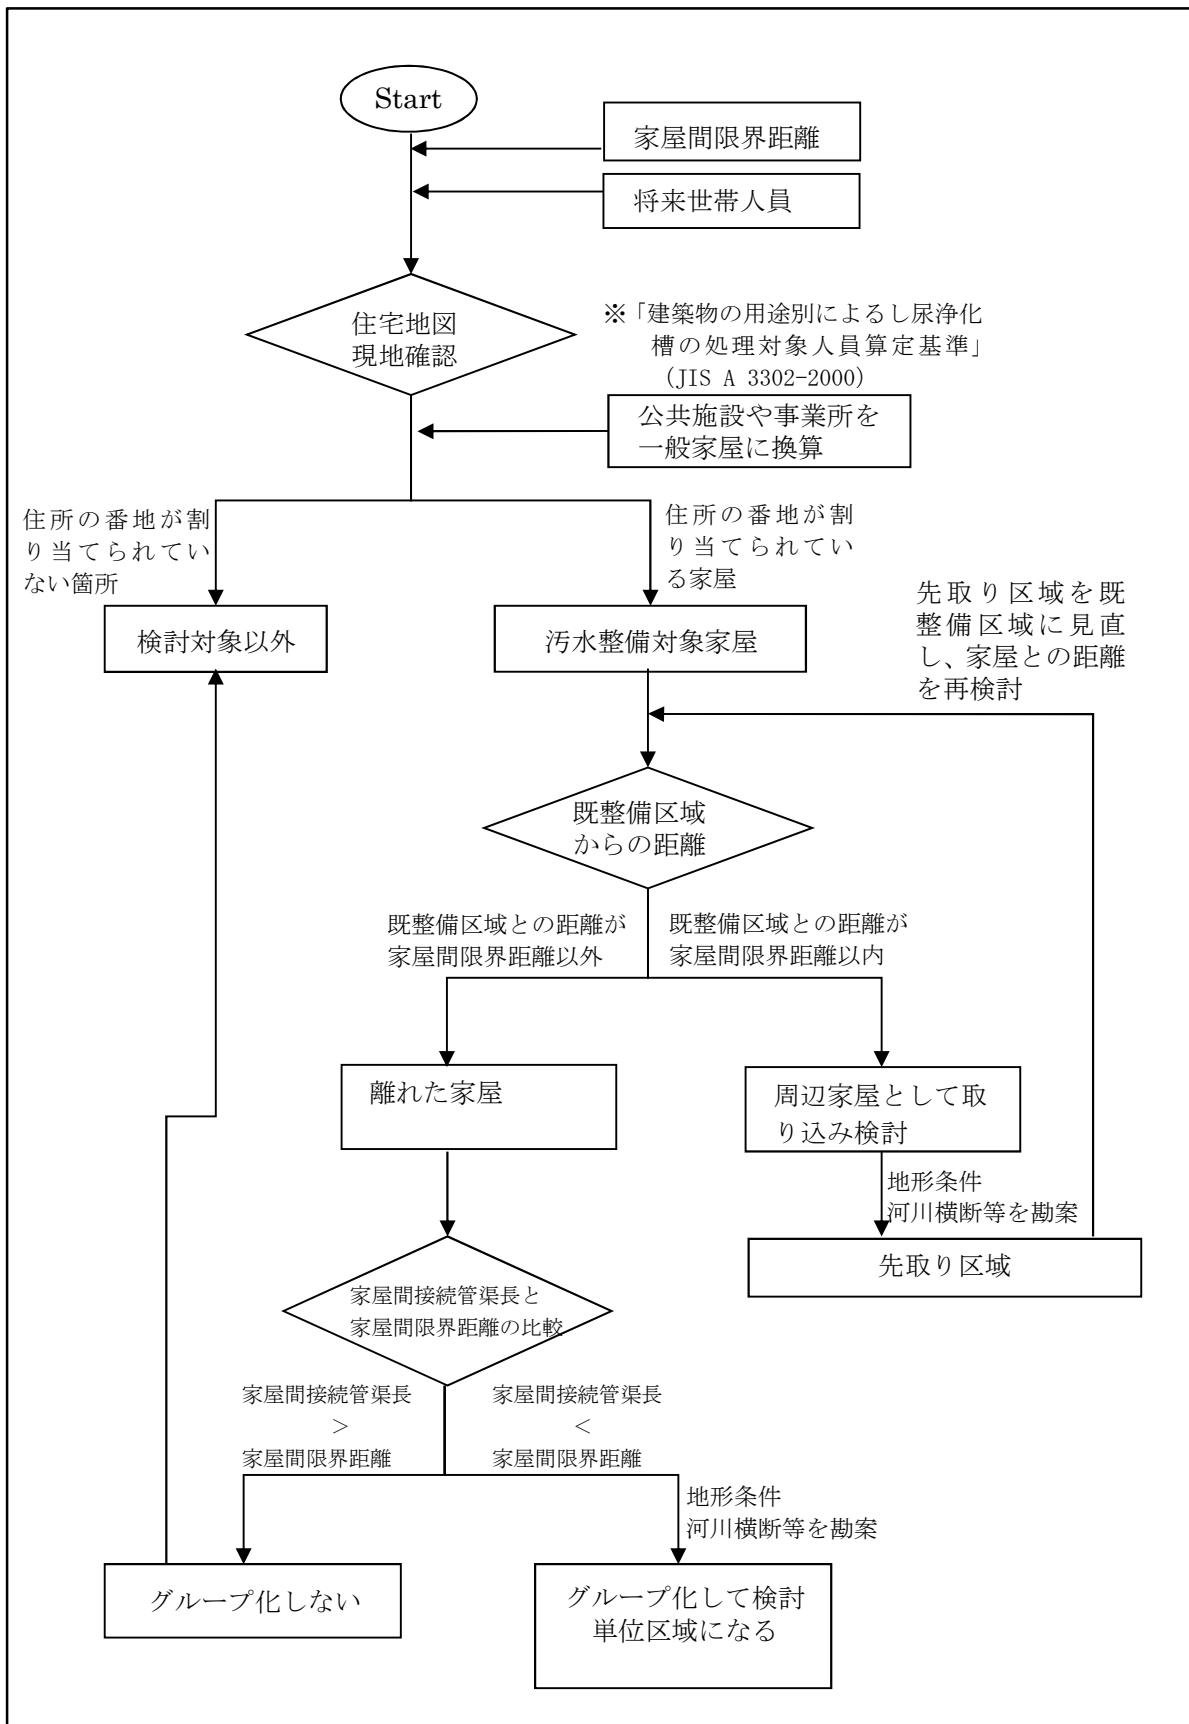 Start
家屋間限界距離
将来世帯人員
住宅地図
現地確認
※「建築物の用途別によるし尿浄化
槽の処理対象人員算定基準」
(JIS A 3302-2000)
公共施設や事業所を
一般家屋に換算
住所の番地が割
り当てられてい
ない箇所
住所の番地が割
り当てられてい
る家屋
検討対象以外
汚水整備対象家屋
先取り区域を既
整備区域に見直
し、家屋との距離
を再検討
既整備区域
からの距離
既整備区域との距離が
家屋間限界距離以外
既整備区域との距離が
家屋間限界距離以内
離れた家屋
周辺家屋として取
り込み検討
地形条件
河川横断等を勘案
先取り区域
家屋間接続管渠長と
家屋間限界距離の比較
家屋間接続管渠長
>
家屋間限界距離
家屋間接続管渠長
<
家屋間限界距離
地形条件
河川横断等を勘案
グループ化しない
グループ化して検討
単位区域になる